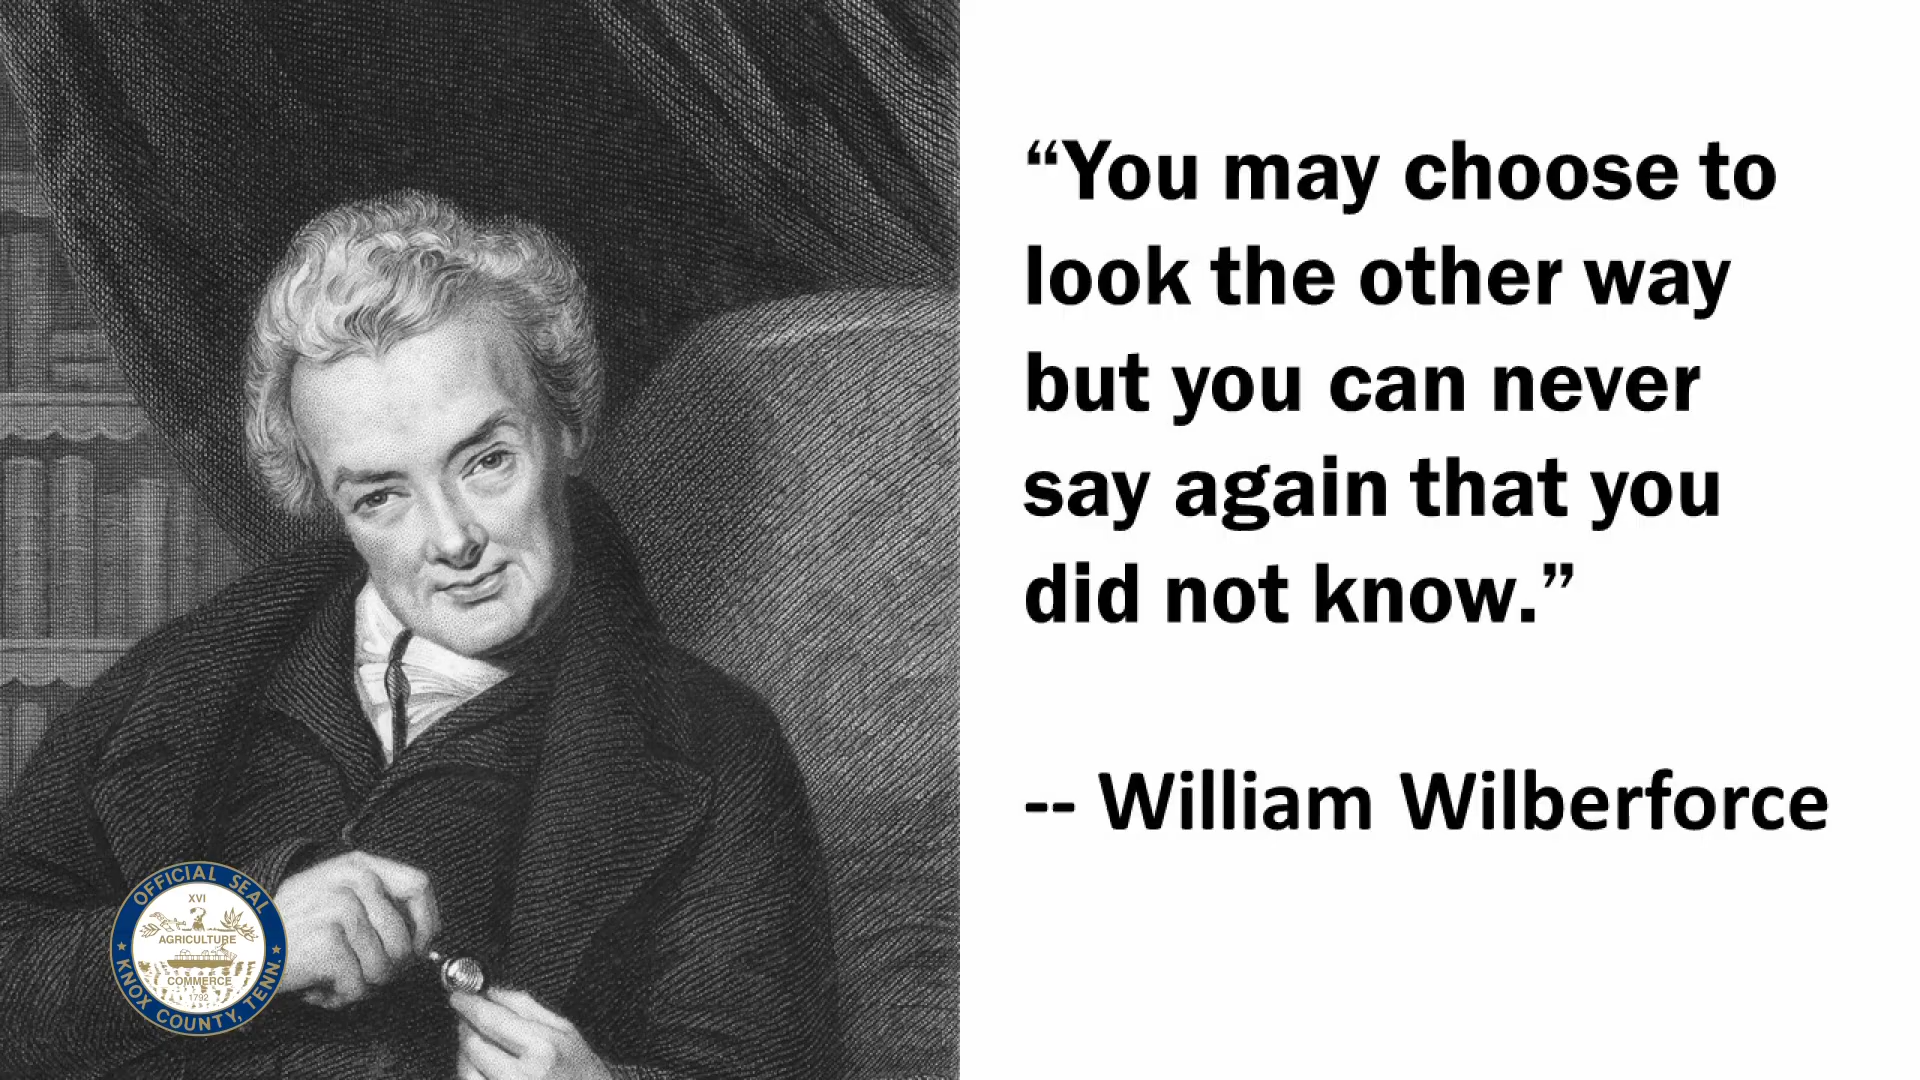 “You may choose to
look the other way
but you can never
say again that you
did not know.”
-- William Wilberforce
OFFICIAL SEAL
XVI
AGRICULTURE
COMMERCE
1792
KNOX COUNTY, TENN.